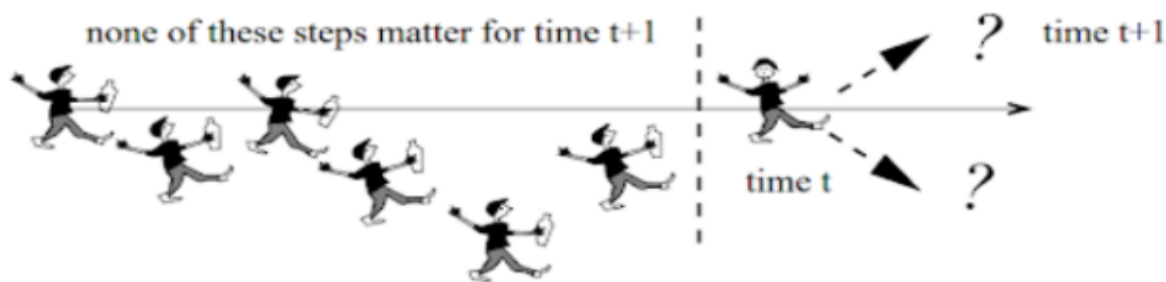 none of these steps matter for time t+1
? time t+1
time t
?